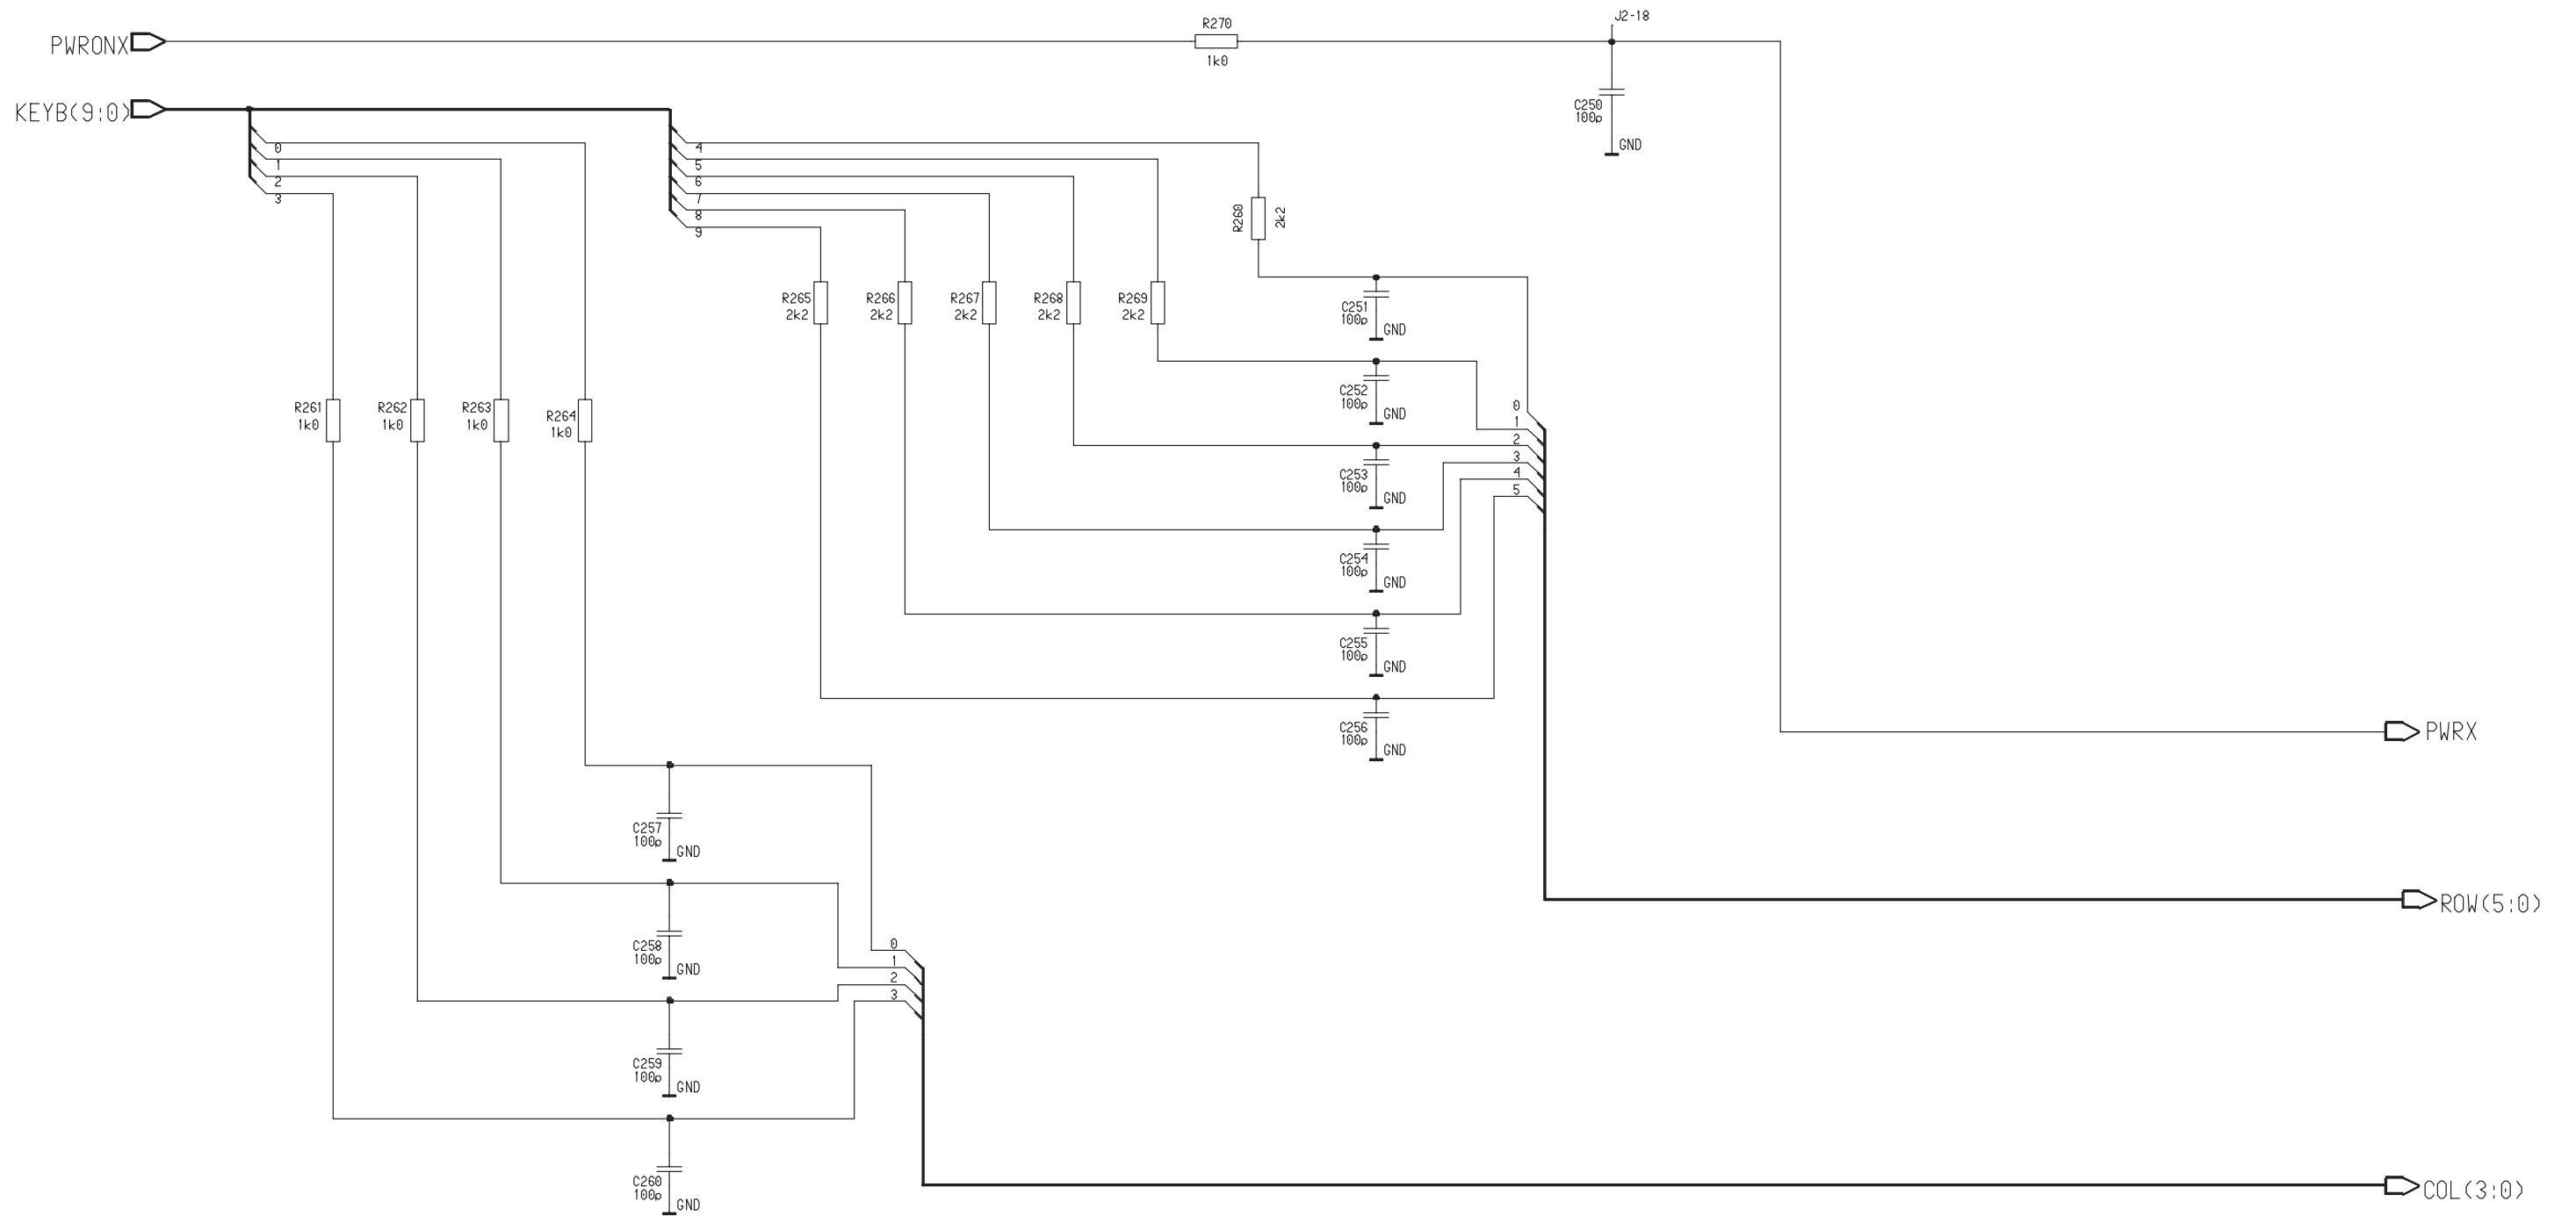 J2-18
R270
PWRONX
1k0
C250
100p
GND
KEYB(9:0)
0
1
2
3
4
5
6
7
8
9
R260
2k2
R265
2k2
R266
2k2
R267
2k2
R268
2k2
R269
2k2
C251
100p
GND
C252
100p
GND
R261
1k0
R262
1k0
R263
1k0
R264
1k0
0
1
2
3
4
5
C253
100p
GND
C254
100p
GND
C255
100p
GND
C256
100p
GND
PWRX
C257
100p
GND
ROW(5:0)
C258
100p
GND
0
1
2
3
C259
100p
GND
C260
100p
GND
COL(3:0)